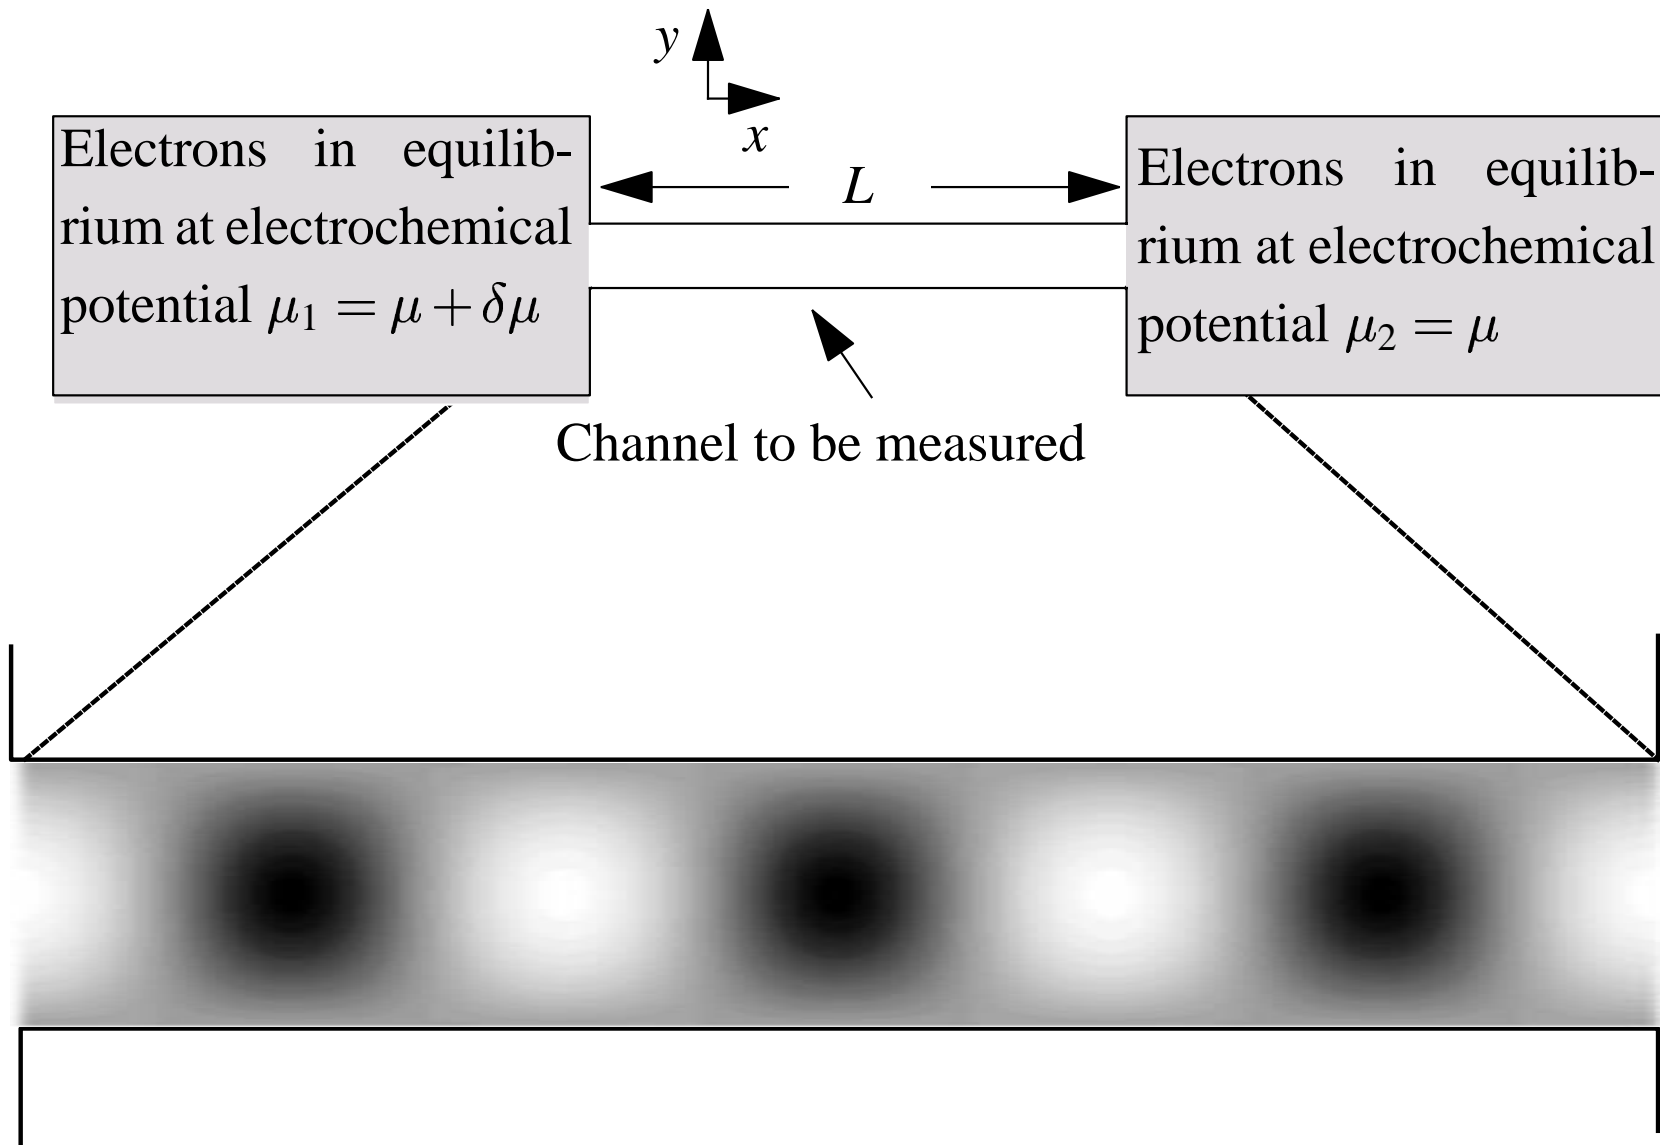 y
x
L
Electrons in equilib-
rium at electrochemical
potential μ₁ = μ + δμ
Electrons in equilib-
rium at electrochemical
potential μ₂ = μ
Channel to be measured